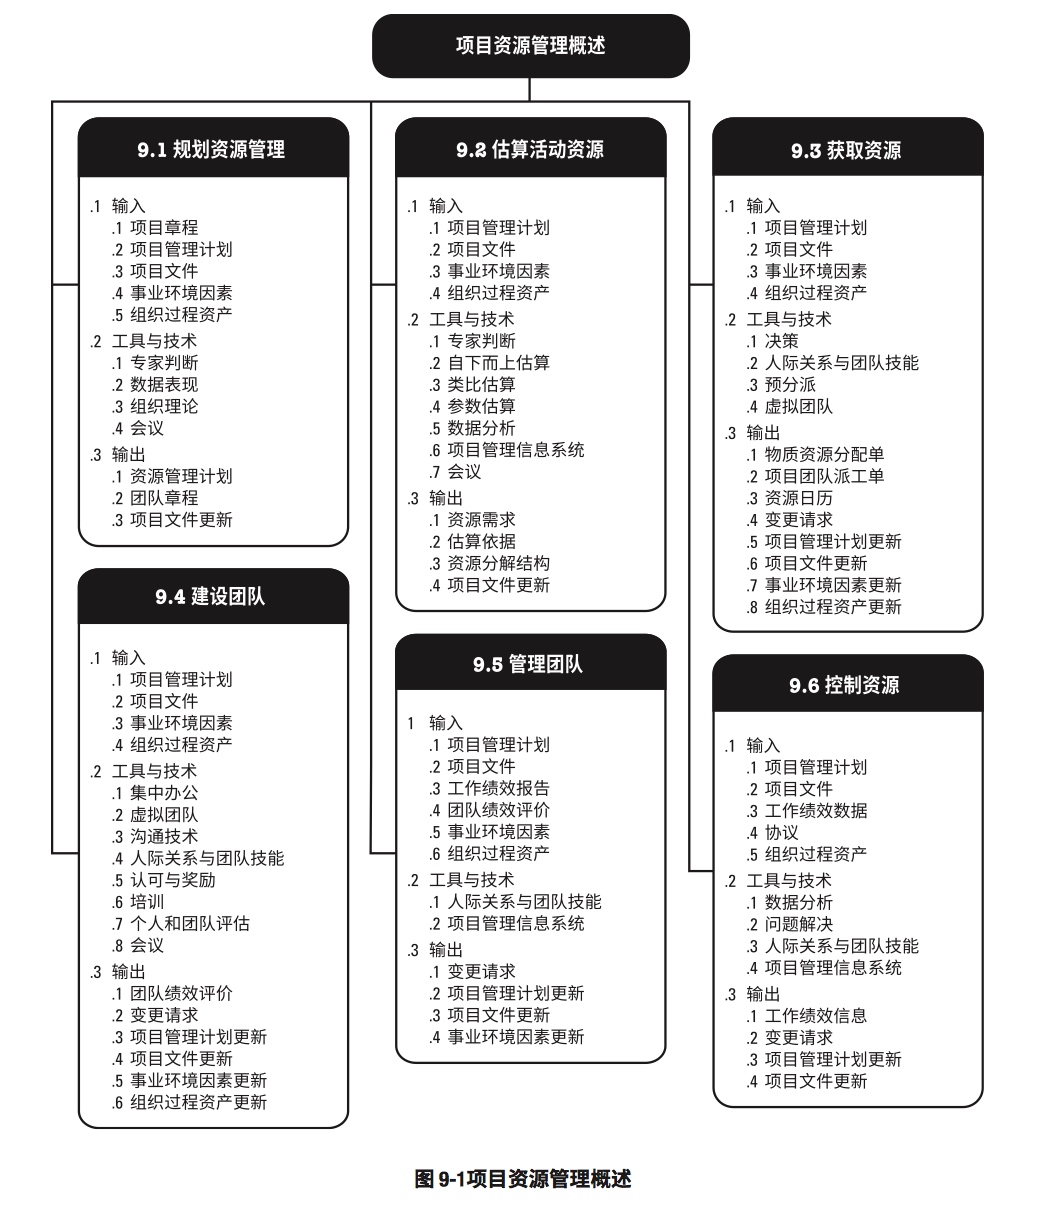 项目资源管理概述
9.1 规划资源管理
.1 输入
.1 项目章程
.2 项目管理计划
.3 项目文件
.4 事业环境因素
.5 组织过程资产
.2 工具与技术
.1 专家判断
.2 数据表现
.3 组织理论
.4 会议
.3 输出
.1 资源管理计划
.2 团队章程
.3 项目文件更新
9.2 估算活动资源
.1 输入
.1 项目管理计划
.2 项目文件
.3 事业环境因素
.4 组织过程资产
.2 工具与技术
.1 专家判断
.2 自下而上估算
.3 类比估算
.4 参数估算
.5 数据分析
.6 项目管理信息系统
.7 会议
.3 输出
.1 资源需求
.2 估算依据
.3 资源分解结构
.4 项目文件更新
9.3 获取资源
.1 输入
.1 项目管理计划
.2 项目文件
.3 事业环境因素
.4 组织过程资产
.2 工具与技术
.1 决策
.2 人际关系与团队技能
.3 预分派
.4 虚拟团队
.3 输出
.1 物质资源分配单
.2 项目团队派工单
.3 资源日历
.4 变更请求
.5 项目管理计划更新
.6 项目文件更新
.7 事业环境因素更新
.8 组织过程资产更新
9.4 建设团队
.1 输入
.1 项目管理计划
.2 项目文件
.3 事业环境因素
.4 组织过程资产
.2 工具与技术
.1 集中办公
.2 虚拟团队
.3 沟通技术
.4 人际关系与团队技能
.5 认可与奖励
.6 培训
.7 个人和团队评估
.8 会议
.3 输出
.1 团队绩效评价
.2 变更请求
.3 项目管理计划更新
.4 项目文件更新
.5 事业环境因素更新
.6 组织过程资产更新
9.5 管理团队
1 输入
.1 项目管理计划
.2 项目文件
.3 工作绩效报告
.4 团队绩效评价
.5 事业环境因素
.6 组织过程资产
.2 工具与技术
.1 人际关系与团队技能
.2 项目管理信息系统
.3 输出
.1 变更请求
.2 项目管理计划更新
.3 项目文件更新
.4 事业环境因素更新
9.6 控制资源
.1 输入
.1 项目管理计划
.2 项目文件
.3 工作绩效数据
.4 协议
.5 组织过程资产
.2 工具与技术
.1 数据分析
.2 问题解决
.3 人际关系与团队技能
.4 项目管理信息系统
.3 输出
.1 工作绩效信息
.2 变更请求
.3 项目管理计划更新
.4 项目文件更新
图 9-1项目资源管理概述